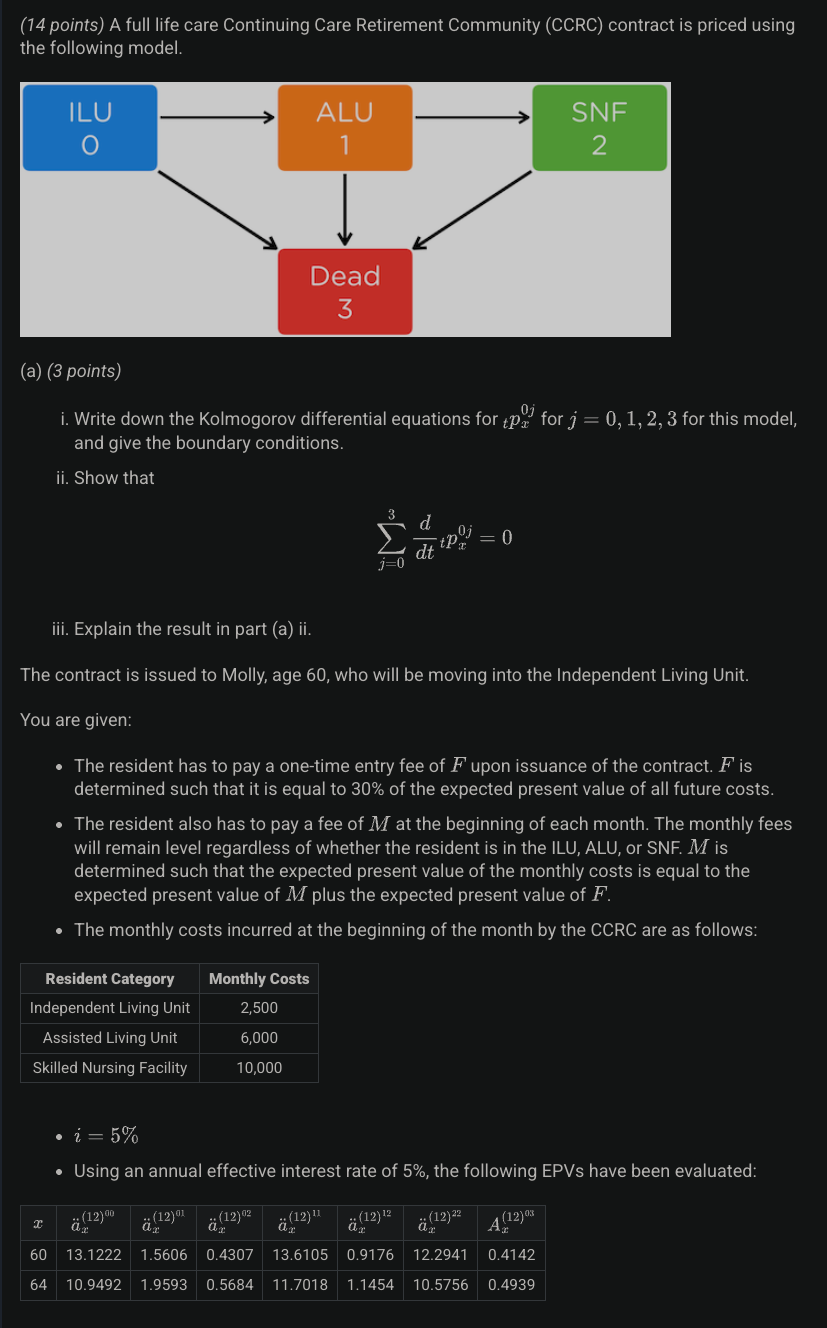 (14 points) A full life care Continuing Care Retirement Community (CCRC) contract is priced using
the following model.
ILU
0
ALU
1
SNF
2
Dead
3
(a) (3 points)
i. Write down the Kolmogorov differential equations for ${}_{t}p_{x}^{0j}$ for $j = 0, 1, 2, 3$ for this model,
and give the boundary conditions.
ii. Show that
$\sum_{j=0}^{3} \frac{d}{dt} {}_{t}p_{x}^{0j} = 0$
iii. Explain the result in part (a) ii.
The contract is issued to Molly, age 60, who will be moving into the Independent Living Unit.
You are given:
• The resident has to pay a one-time entry fee of $F$ upon issuance of the contract. $F$ is
determined such that it is equal to 30% of the expected present value of all future costs.
• The resident also has to pay a fee of $M$ at the beginning of each month. The monthly fees
will remain level regardless of whether the resident is in the ILU, ALU, or SNF. $M$ is
determined such that the expected present value of the monthly costs is equal to the
expected present value of $M$ plus the expected present value of $F$.
• The monthly costs incurred at the beginning of the month by the CCRC are as follows:
Resident Category Monthly Costs
Independent Living Unit 2,500
Assisted Living Unit 6,000
Skilled Nursing Facility 10,000
• $i = 5\%$
• Using an annual effective interest rate of 5%, the following EPVs have been evaluated:
$x$ $\ddot{a}_{x}^{(12)^{00}}$ $\ddot{a}_{x}^{(12)^{01}}$ $\ddot{a}_{x}^{(12)^{02}}$ $\ddot{a}_{x}^{(12)^{11}}$ $\ddot{a}_{x}^{(12)^{12}}$ $\ddot{a}_{x}^{(12)^{22}}$ $A_{x}^{(12)^{03}}$
60 13.1222 1.5606 0.4307 13.6105 0.9176 12.2941 0.4142
64 10.9492 1.9593 0.5684 11.7018 1.1454 10.5756 0.4939